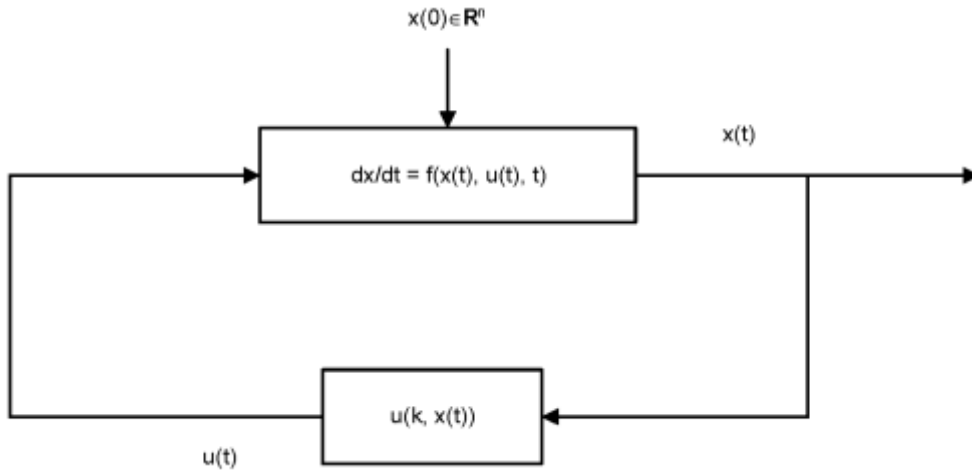 x(0)∈Rⁿ
x(t)
dx/dt = f(x(t), u(t), t)
u(k, x(t))
u(t)